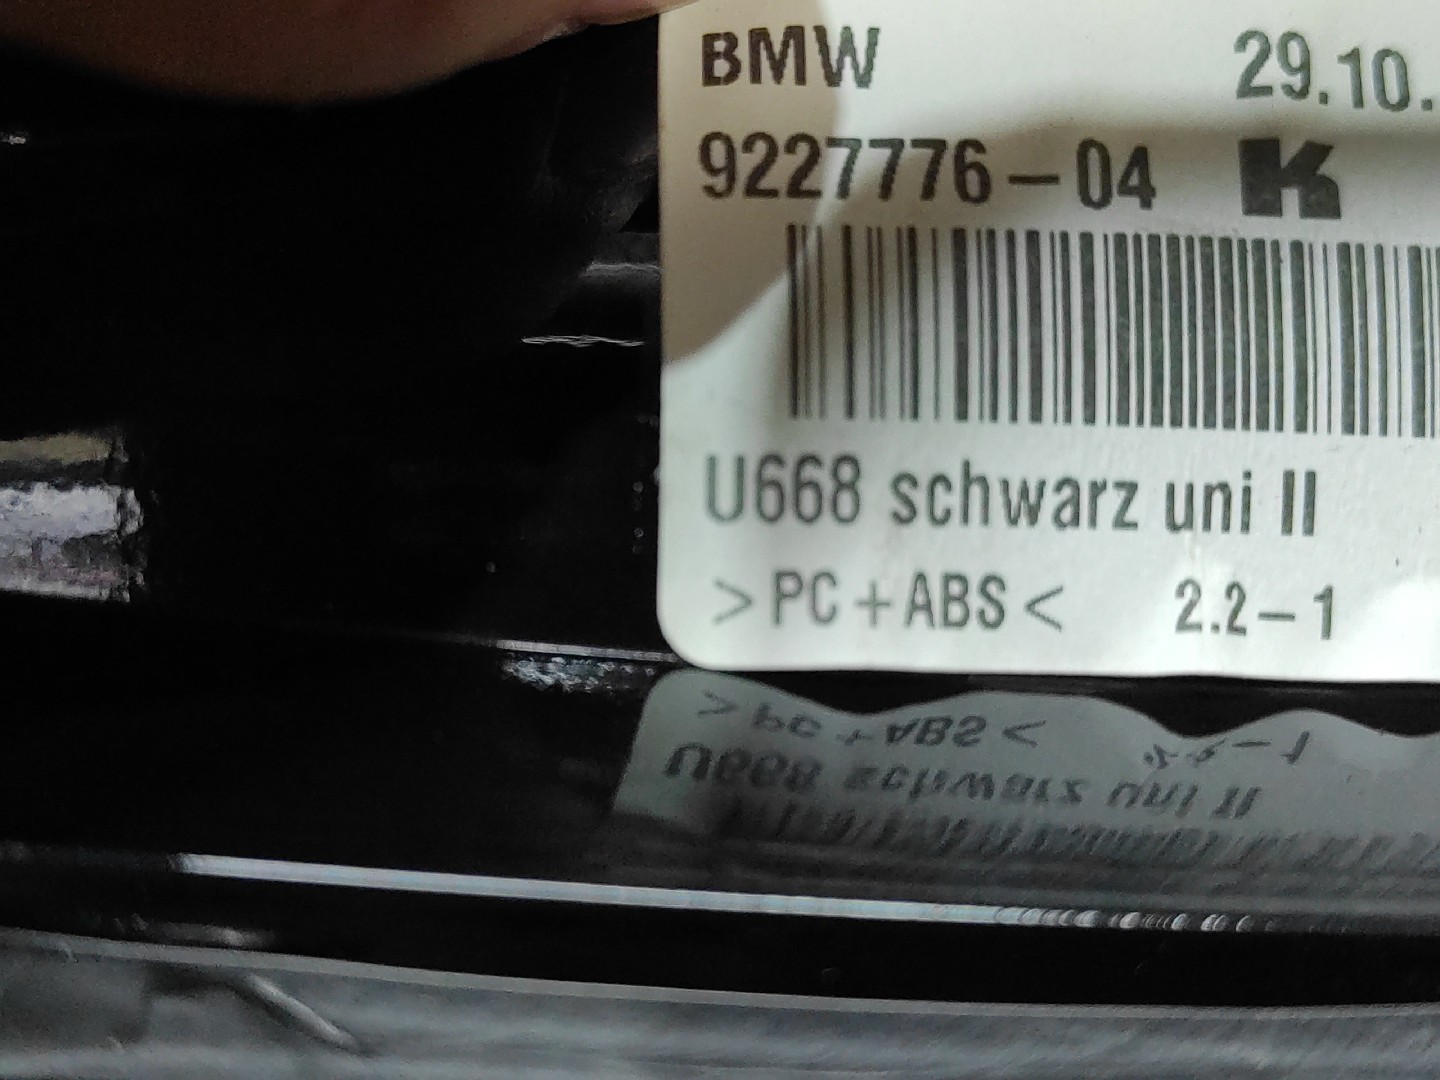 BMW 29.10.
9227776-04 K
U668 schwarz uni II
>PC+ABS< 2.2-1